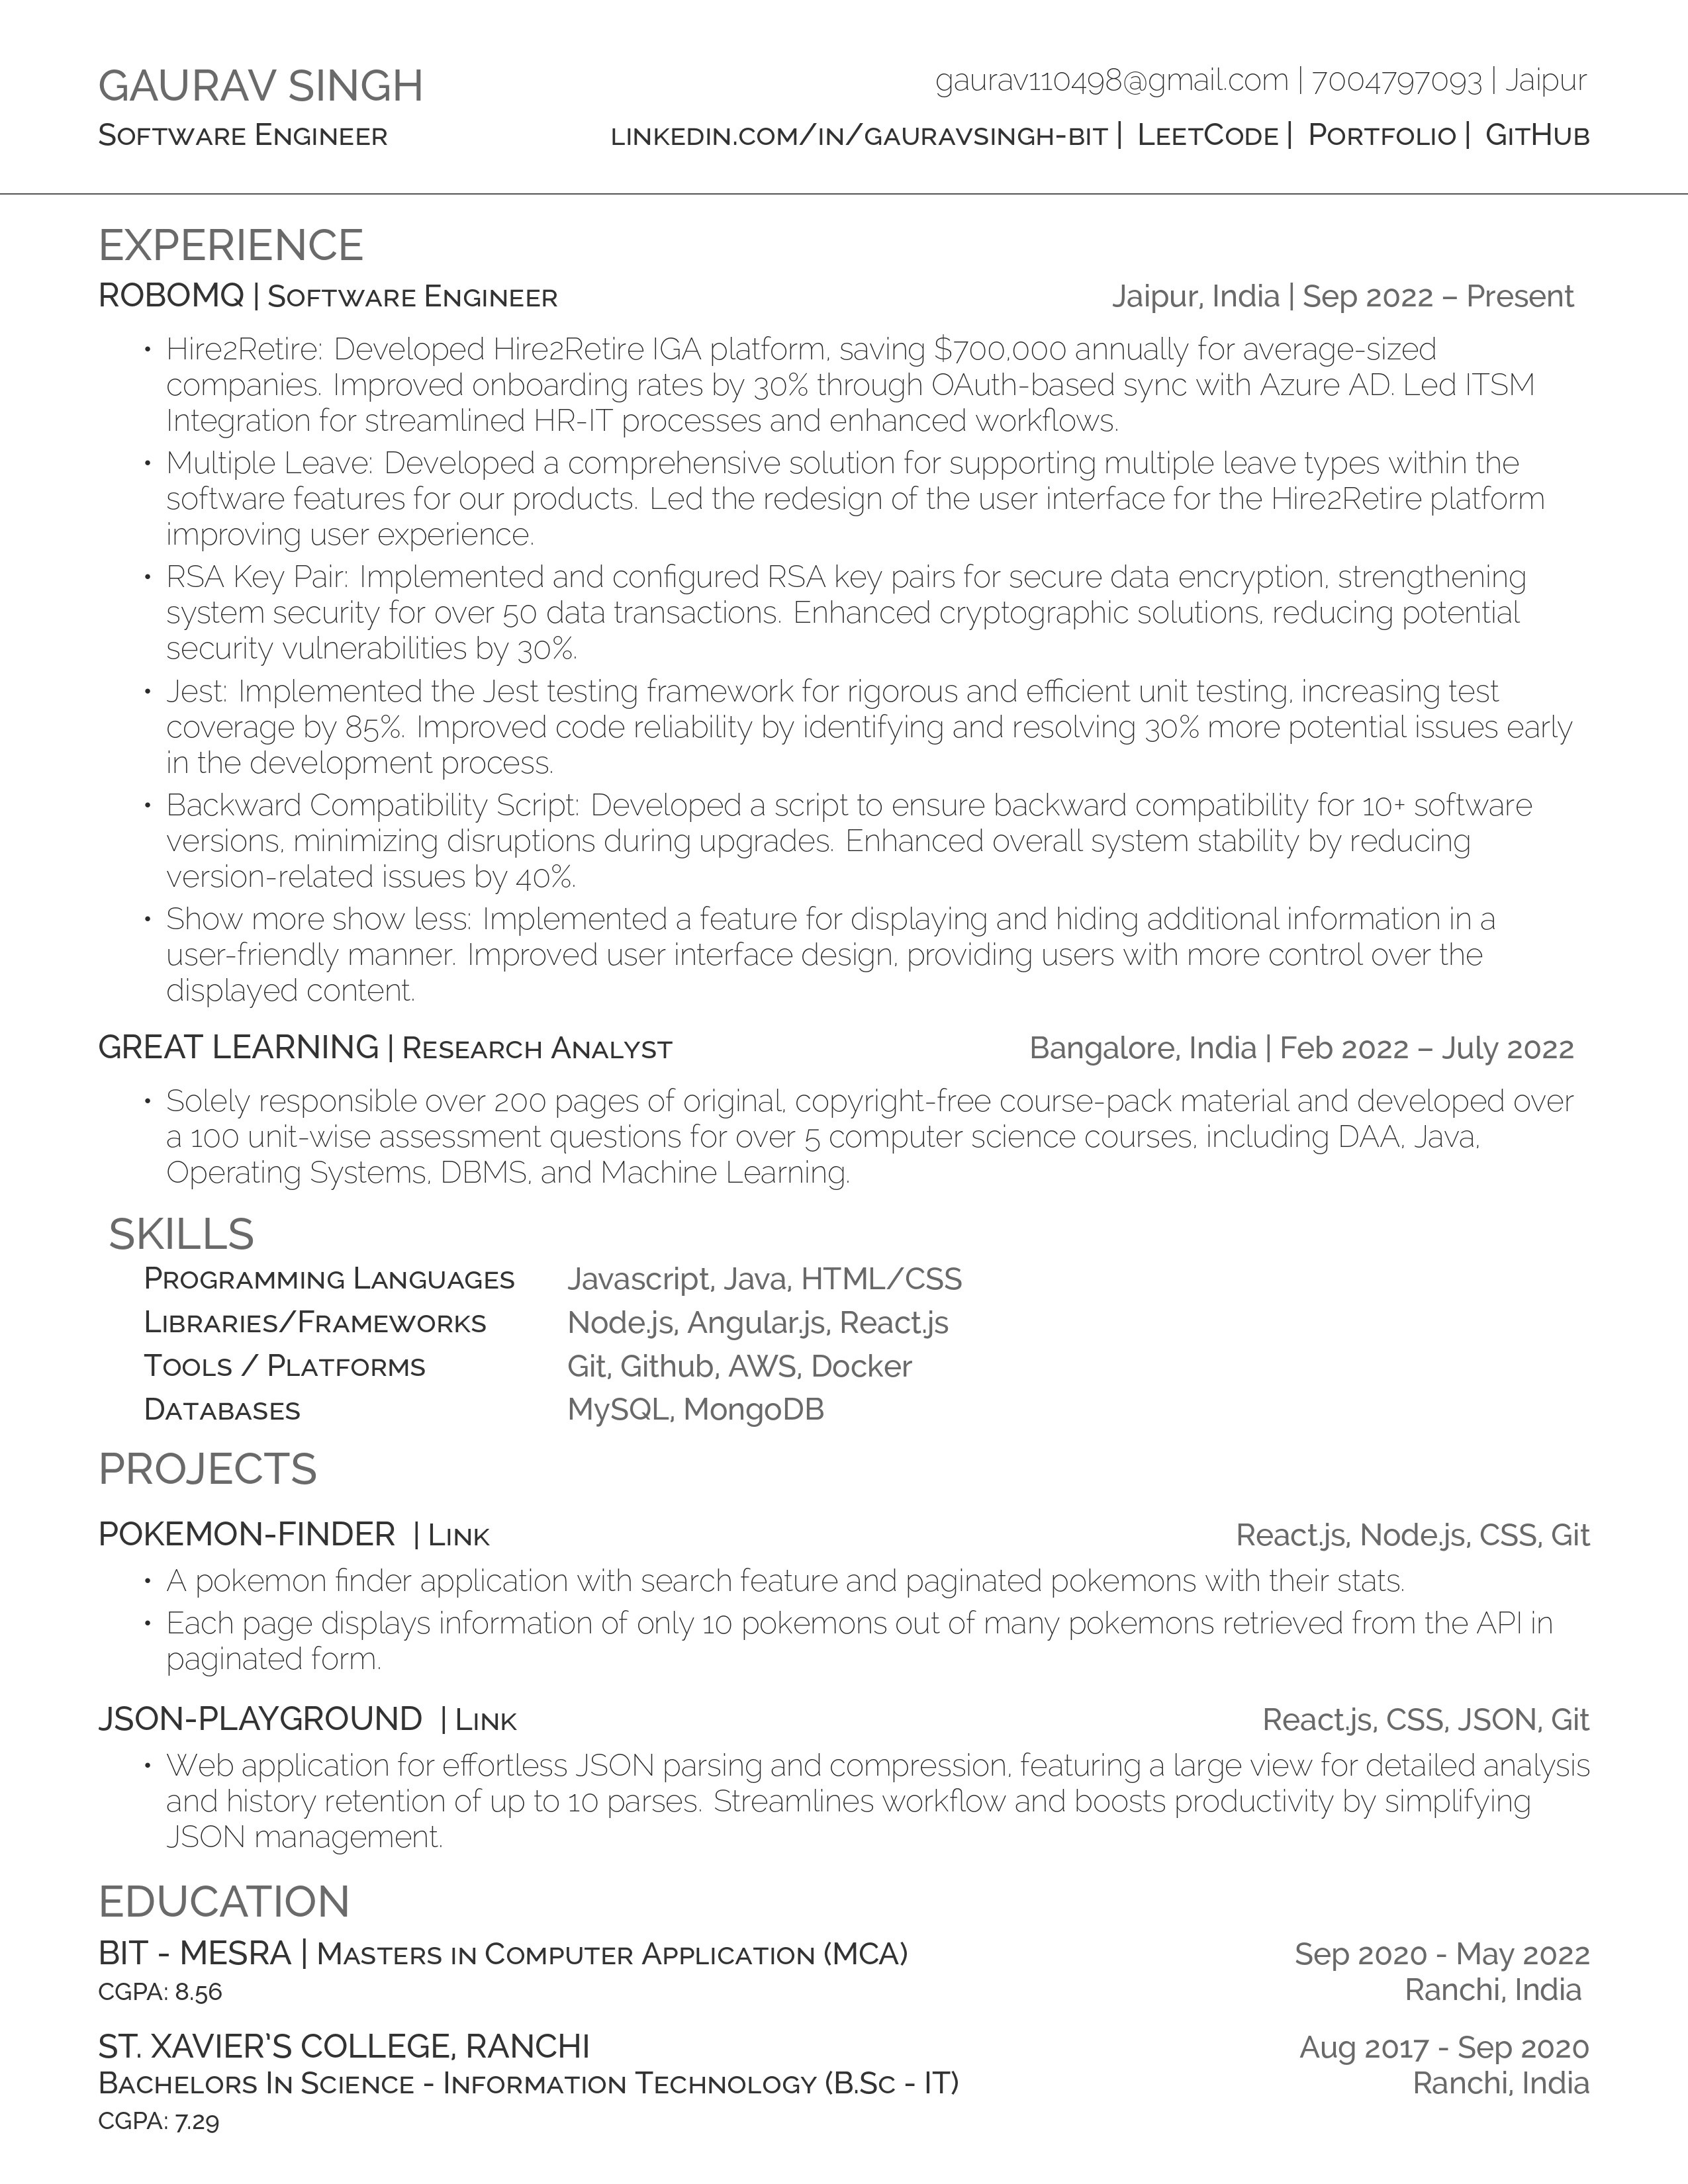 GAURAV SINGH
gaurav110498@gmail.com | 7004797093 | Jaipur
Software Engineer
linkedin.com/in/gauravsingh-bit | LeetCode | Portfolio | GitHub
EXPERIENCE
ROBOMQ | Software Engineer
Jaipur, India | Sep 2022 – Present
• Hire2Retire: Developed Hire2Retire IGA platform, saving $700,000 annually for average-sized
companies. Improved onboarding rates by 30% through OAuth-based sync with Azure AD. Led ITSM
Integration for streamlined HR-IT processes and enhanced workflows.
• Multiple Leave: Developed a comprehensive solution for supporting multiple leave types within the
software features for our products. Led the redesign of the user interface for the Hire2Retire platform
improving user experience.
• RSA Key Pair: Implemented and configured RSA key pairs for secure data encryption, strengthening
system security for over 50 data transactions. Enhanced cryptographic solutions, reducing potential
security vulnerabilities by 30%.
• Jest: Implemented the Jest testing framework for rigorous and efficient unit testing, increasing test
coverage by 85%. Improved code reliability by identifying and resolving 30% more potential issues early
in the development process.
• Backward Compatibility Script: Developed a script to ensure backward compatibility for 10+ software
versions, minimizing disruptions during upgrades. Enhanced overall system stability by reducing
version-related issues by 40%.
• Show more show less: Implemented a feature for displaying and hiding additional information in a
user-friendly manner. Improved user interface design, providing users with more control over the
displayed content.
GREAT LEARNING | Research Analyst
Bangalore, India | Feb 2022 – July 2022
• Solely responsible over 200 pages of original, copyright-free course-pack material and developed over
a 100 unit-wise assessment questions for over 5 computer science courses, including DAA, Java,
Operating Systems, DBMS, and Machine Learning.
SKILLS
Programming Languages Javascript, Java, HTML/CSS
Libraries/Frameworks Node.js, Angular.js, React.js
Tools / Platforms Git, Github, AWS, Docker
Databases MySQL, MongoDB
PROJECTS
POKEMON-FINDER | Link
React.js, Node.js, CSS, Git
• A pokemon finder application with search feature and paginated pokemons with their stats.
• Each page displays information of only 10 pokemons out of many pokemons retrieved from the API in
paginated form.
JSON-PLAYGROUND | Link
React.js, CSS, JSON, Git
• Web application for effortless JSON parsing and compression, featuring a large view for detailed analysis
and history retention of up to 10 parses. Streamlines workflow and boosts productivity by simplifying
JSON management.
EDUCATION
BIT - MESRA | Masters in Computer Application (MCA)
Sep 2020 - May 2022
CGPA: 8.56
Ranchi, India
ST. XAVIER'S COLLEGE, RANCHI
Aug 2017 - Sep 2020
Bachelors In Science - Information Technology (B.Sc - IT)
Ranchi, India
CGPA: 7.29